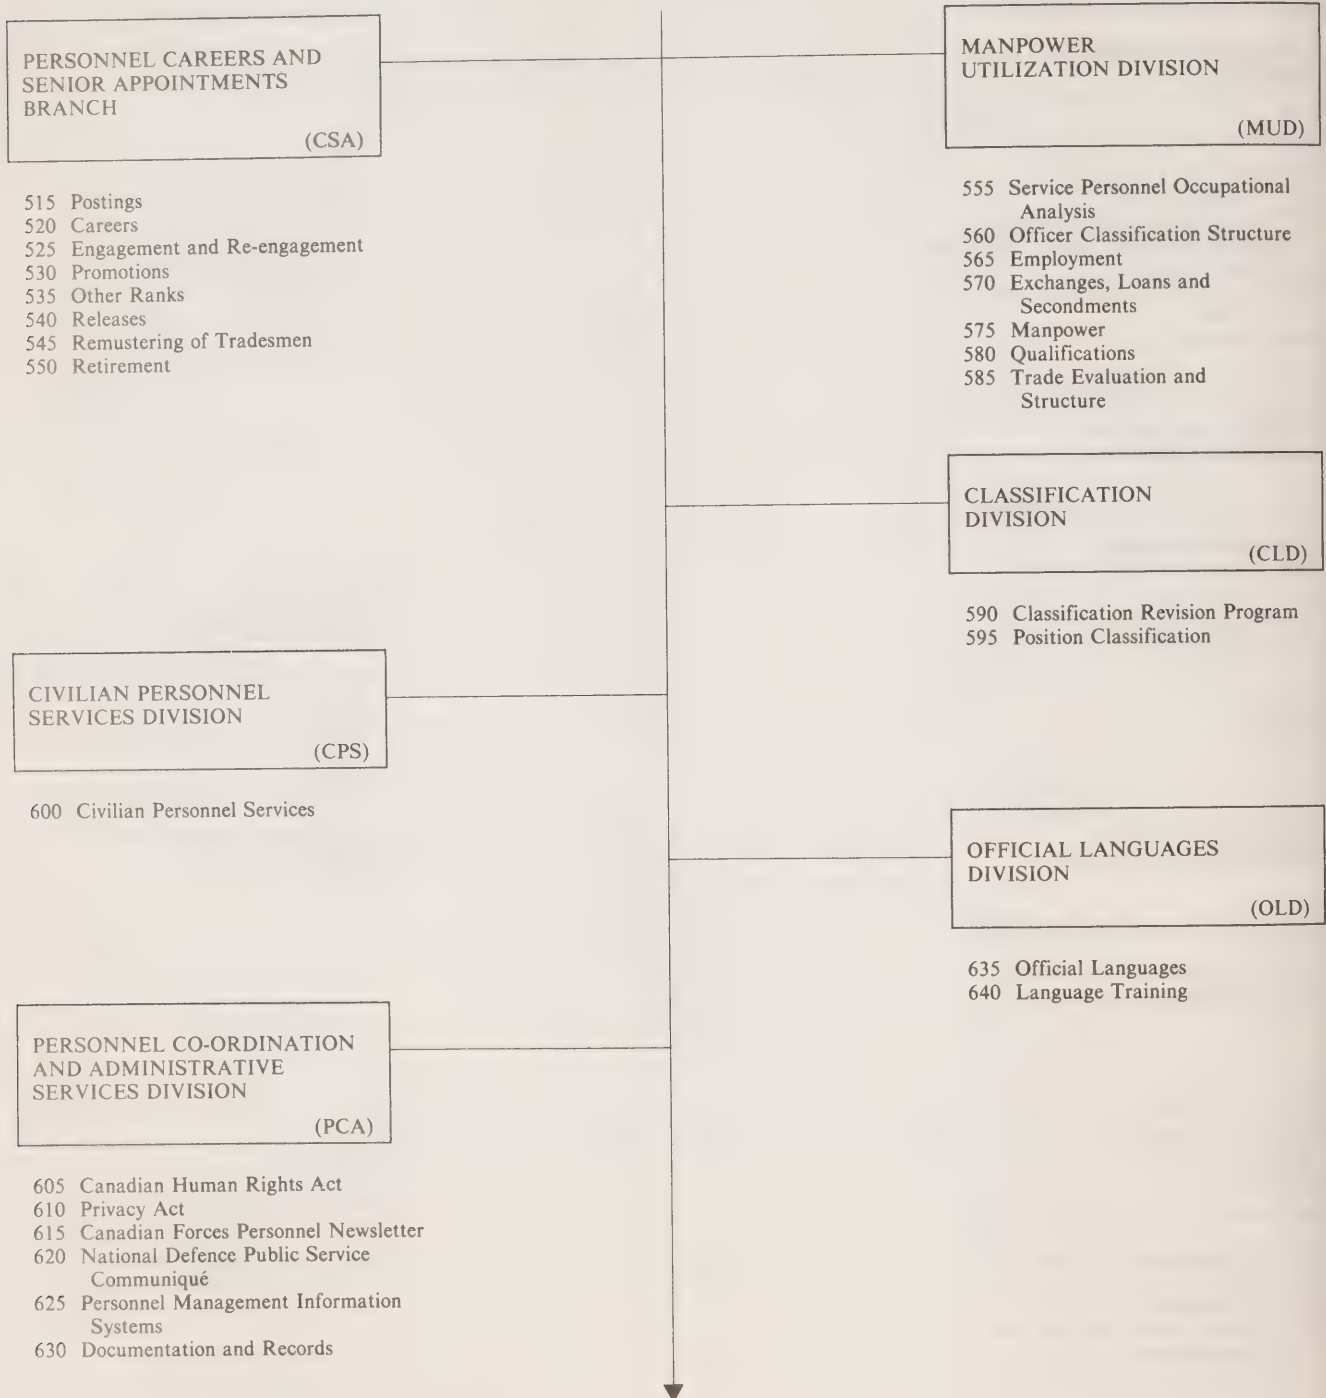 PERSONNEL CAREERS AND
SENIOR APPOINTMENTS
BRANCH
(CSA)
515 Postings
520 Careers
525 Engagement and Re-engagement
530 Promotions
535 Other Ranks
540 Releases
545 Remustering of Tradesmen
550 Retirement
MANPOWER
UTILIZATION DIVISION
(MUD)
555 Service Personnel Occupational
Analysis
560 Officer Classification Structure
565 Employment
570 Exchanges, Loans and
Secondments
575 Manpower
580 Qualifications
585 Trade Evaluation and
Structure
CLASSIFICATION
DIVISION
(CLD)
590 Classification Revision Program
595 Position Classification
CIVILIAN PERSONNEL
SERVICES DIVISION
(CPS)
600 Civilian Personnel Services
OFFICIAL LANGUAGES
DIVISION
(OLD)
635 Official Languages
640 Language Training
PERSONNEL CO-ORDINATION
AND ADMINISTRATIVE
SERVICES DIVISION
(PCA)
605 Canadian Human Rights Act
610 Privacy Act
615 Canadian Forces Personnel Newsletter
620 National Defence Public Service
Communiqué
625 Personnel Management Information
Systems
630 Documentation and Records